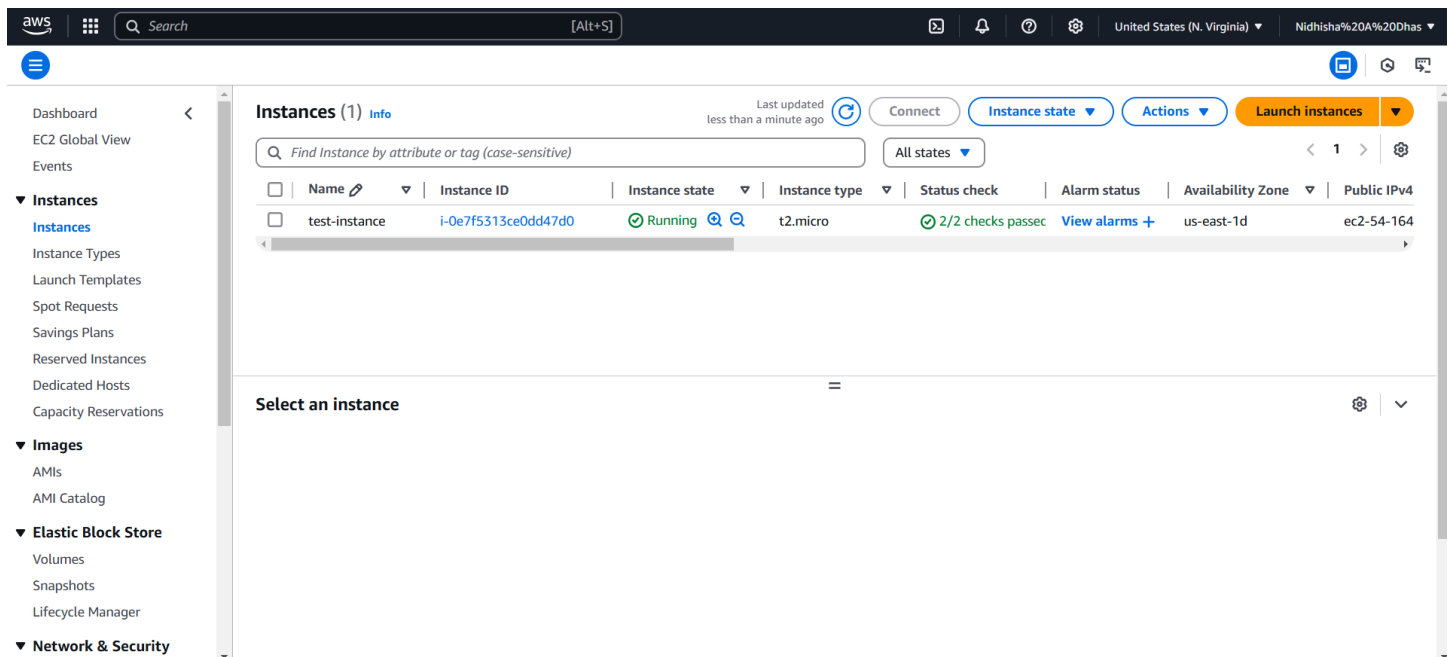 aws Search [Alt+S] United States (N. Virginia) Nidhisha%20A%20Dhas
Dashboard
EC2 Global View
Events
Instances
Instances
Instance Types
Launch Templates
Spot Requests
Savings Plans
Reserved Instances
Dedicated Hosts
Capacity Reservations
Images
AMIs
AMI Catalog
Elastic Block Store
Volumes
Snapshots
Lifecycle Manager
Network & Security
Instances (1) Info
Last updated
less than a minute ago
Connect Instance state Actions Launch instances
Find Instance by attribute or tag (case-sensitive) All states 1
Name Instance ID Instance state Instance type Status check Alarm status Availability Zone Public IPv4
test-instance i-0e7f5313ce0dd47d0 Running t2.micro 2/2 checks passec View alarms + us-east-1d ec2-54-164
Select an instance